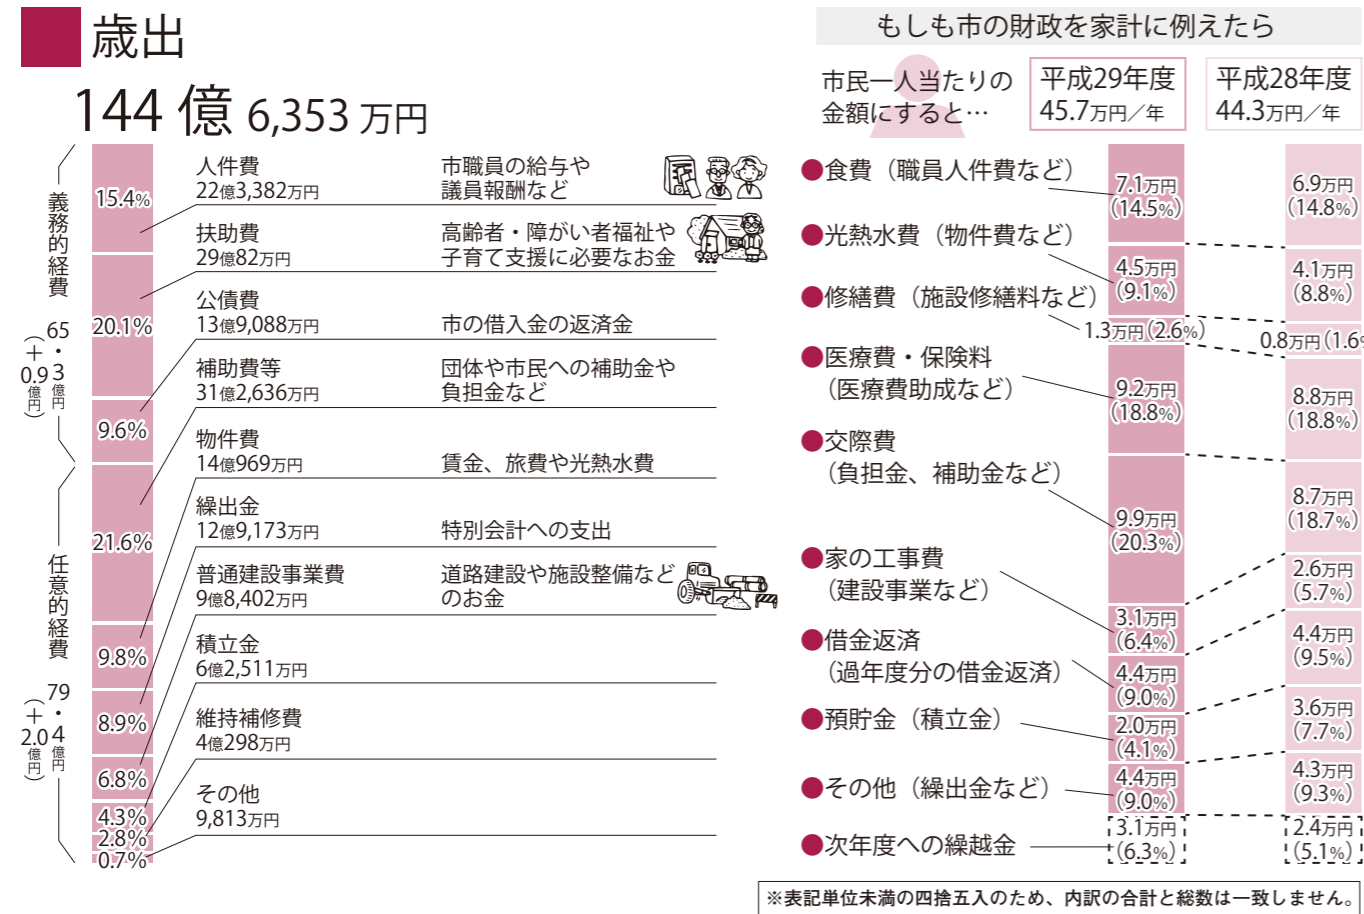 歳出
144 億 6,353 万円
義務的経費 65・3億円
(+0.9億円)
任意的経費 79・4億円
(+2.0億円)
15.4%
20.1%
9.6%
21.6%
9.8%
8.9%
6.8%
4.3%
2.8%
0.7%
人件費
22億3,382万円
市職員の給与や
議員報酬など
扶助費
29億82万円
高齢者・障がい者福祉や
子育て支援に必要なお金
公債費
13億9,088万円
市の借入金の返済金
補助費等
31億2,636万円
団体や市民への補助金や
負担金など
物件費
14億969万円
賃金、旅費や光熱水費
繰出金
12億9,173万円
特別会計への支出
普通建設事業費
9億8,402万円
道路建設や施設整備など
のお金
積立金
6億2,511万円
維持補修費
4億298万円
その他
9,813万円
もしも市の財政を家計に例えたら
市民一人当たりの
金額にすると…
平成29年度
45.7万円/年
平成28年度
44.3万円/年
●食費(職員人件費など)
●光熱水費(物件費など)
●修繕費(施設修繕料など)
●医療費・保険料
(医療費助成など)
●交際費
(負担金、補助金など)
●家の工事費
(建設事業など)
●借金返済
(過年度分の借金返済)
●預貯金(積立金)
●その他(繰出金など)
●次年度への繰越金
7.1万円
(14.5%)
4.5万円
(9.1%)
1.3万円(2.6%)
9.2万円
(18.8%)
9.9万円
(20.3%)
3.1万円
(6.4%)
4.4万円
(9.0%)
2.0万円
(4.1%)
4.4万円
(9.0%)
3.1万円
(6.3%)
6.9万円
(14.8%)
4.1万円
(8.8%)
0.8万円(1.6%
8.8万円
(18.8%)
8.7万円
(18.7%)
2.6万円
(5.7%)
4.4万円
(9.5%)
3.6万円
(7.7%)
4.3万円
(9.3%)
2.4万円
(5.1%)
※表記単位未満の四捨五入のため、内訳の合計と総数は一致しません。